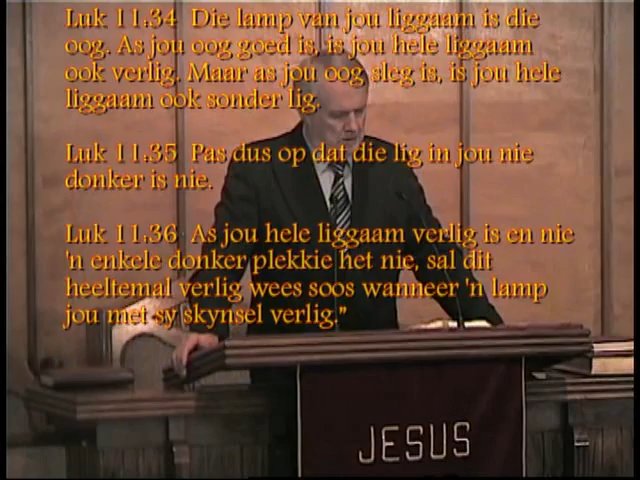 Luk 11:34 Die lamp van jou liggaam is die
oog. As jou oog goed is, is jou hele liggaam
ook verlig. Maar as jou oog sleg is, is jou hele
liggaam ook sonder lig.
Luk 11:35 Pas dus op dat die lig in jou nie
donker is nie.
Luk 11:36 As jou hele liggaam verlig is en nie
'n enkele donker plekkie het nie, sal dit
heeltemal verlig wees soos wanneer 'n lamp
jou met sy skynsel verlig."
JESUS